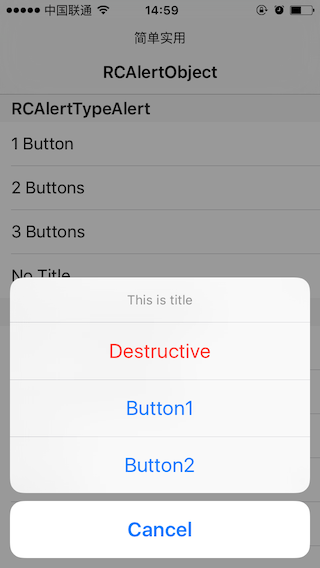 中国联通 14:59
简单实用
RCAlertObject
RCAlertTypeAlert
1 Button
2 Buttons
3 Buttons
No Title
This is title
Destructive
Button1
Button2
Cancel